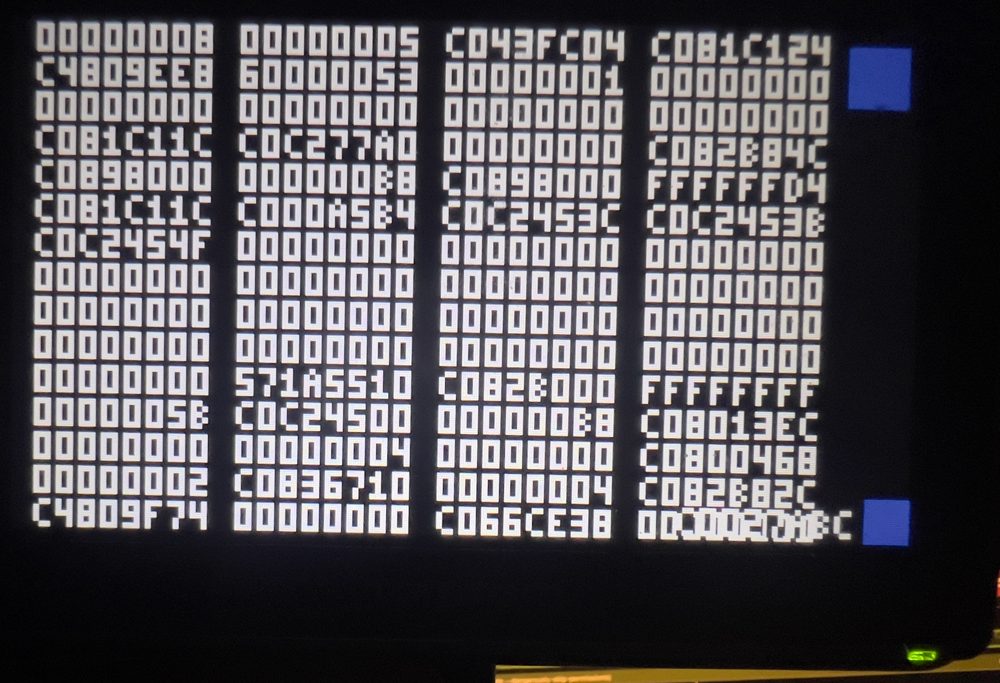 00000008 00000005 C043FC04 C081C124
C4809EE8 60000053 00000001 00000000
00000000 00000000 00000000 00000000
C081C11C C0C277A0 00000000 C082B84C
C0898000 000000B8 C0898000 FFFFFFD4
C081C11C C000A5B4 C0C2453C C0C2453B
C0C2454F 00000000 00000000 00000000
00000000 00000000 00000000 00000000
00000000 00000000 00000000 00000000
00000000 00000000 00000000 00000000
00000000 571A5510 C082B000 FFFFFFFF
0000005B C0C24500 000000B8 C08013EC
00000000 00000004 00000000 C0800468
00000002 C0836710 00000004 C082B82C
C4809F74 00000000 C066CE38